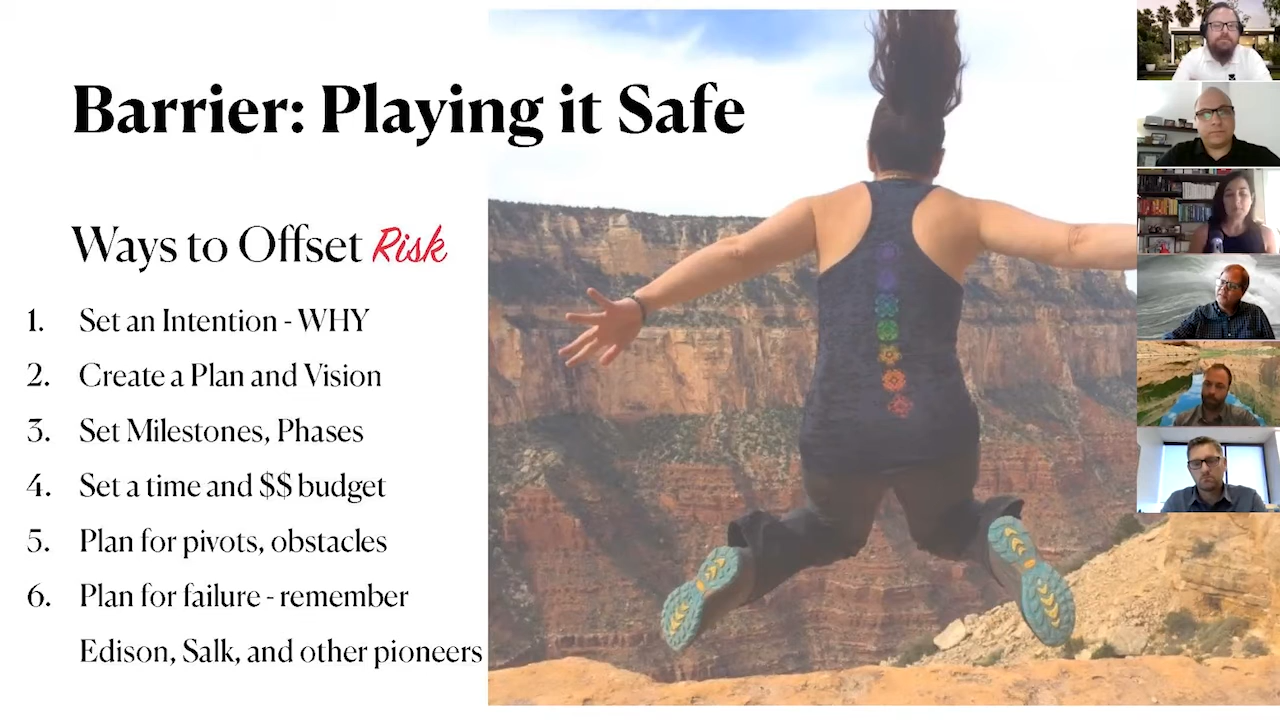 Barrier: Playing it Safe
Ways to Offset Risk
1. Set an Intention - WHY
2. Create a Plan and Vision
3. Set Milestones, Phases
4. Set a time and $$ budget
5. Plan for pivots, obstacles
6. Plan for failure - remember
Edison, Salk, and other pioneers